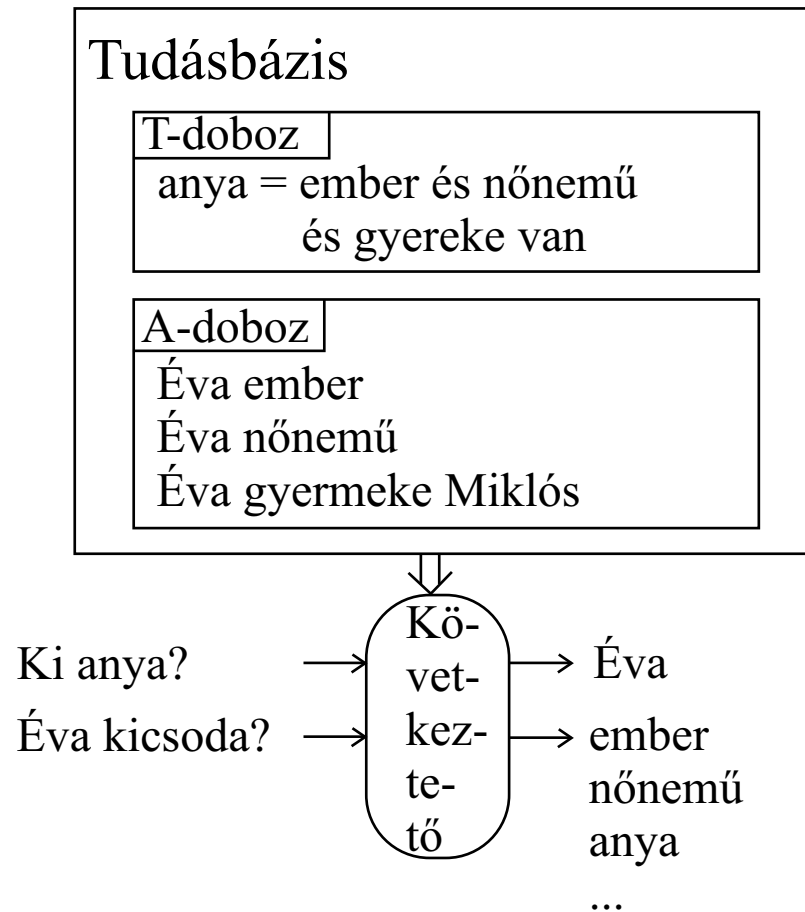 Tudásbázis
T-doboz
anya = ember és nőnemű
és gyereke van
A-doboz
Éva ember
Éva nőnemű
Éva gyermeke Miklós
Kö-
vet-
kez-
te-
tő
Ki anya?
Éva
Éva kicsoda?
ember
nőnemű
anya
...